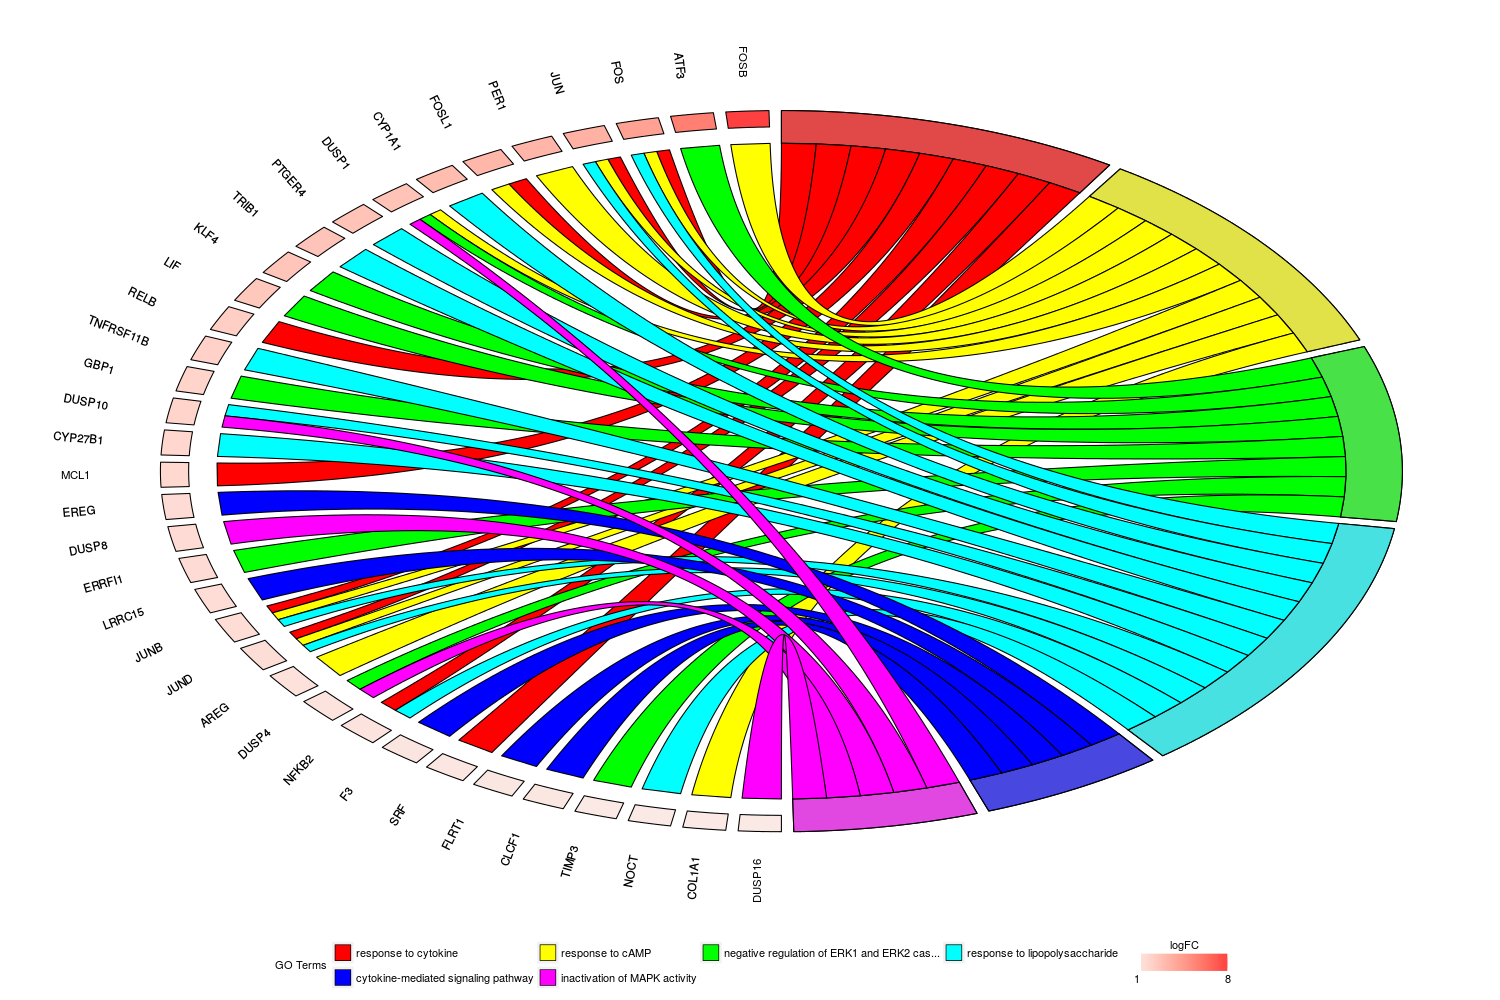 FOSB
ATF3
FOS
JUN
PER1
FOSL1
CYP1A1
DUSP1
PTGER4
TRIB1
KLF4
LIF
RELB
TNFRSF11B
GBP1
DUSP10
CYP27B1
MCL1
EREG
DUSP8
ERRFI1
LRRC15
JUNB
JUND
AREG
DUSP4
NFKB2
F3
SRF
FLRT1
CLCF1
TIMP3
NOCT
COL1A1
DUSP16
GO Terms
response to cytokine
response to cAMP
negative regulation of ERK1 and ERK2 cas...
response to lipopolysaccharide
cytokine-mediated signaling pathway
inactivation of MAPK activity
logFC
1 8